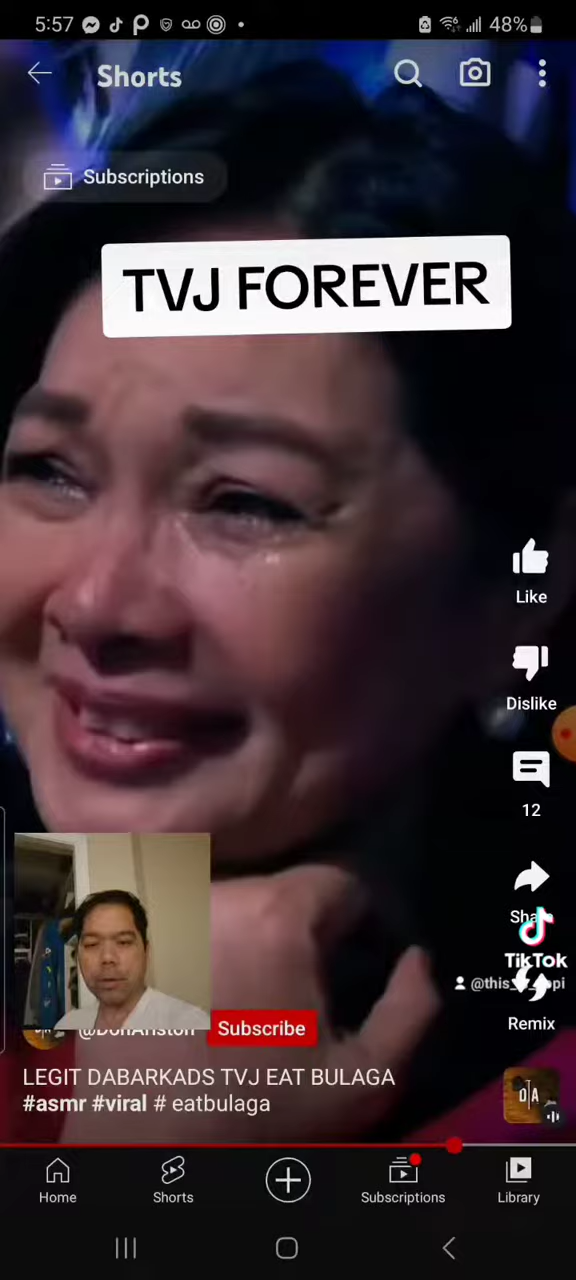 5:57
48%
Shorts
Subscriptions
TVJ FOREVER
Like
Dislike
12
TikTok
Remix
Subscribe
LEGIT DABARKADS TVJ EAT BULAGA
#asmr #viral # eatbulaga
Home
Shorts
Subscriptions
Library